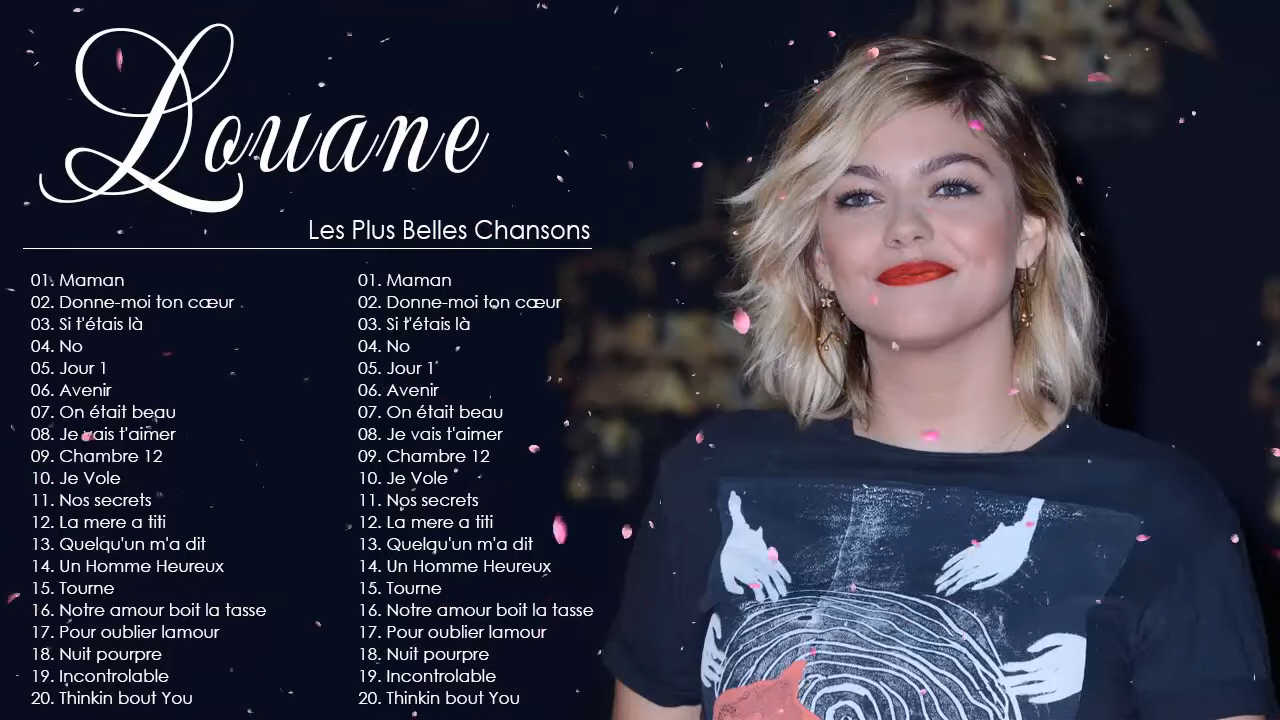 Louane
Les Plus Belles Chansons
01. Maman
02. Donne-moi ton cœur
03. Si t'étais là
04. No
05. Jour 1
06. Avenir
07. On était beau
08. Je vais t'aimer
09. Chambre 12
10. Je Vole
11. Nos secrets
12. La mere a titi
13. Quelqu'un m'a dit
14. Un Homme Heureux
15. Tourne
16. Notre amour boit la tasse
17. Pour oublier lamour
18. Nuit pourpre
19. Incontrolable
20. Thinkin bout You
01. Maman
02. Donne-moi ton cœur
03. Si t'étais là
04. No
05. Jour 1
06. Avenir
07. On était beau
08. Je vais t'aimer
09. Chambre 12
10. Je Vole
11. Nos secrets
12. La mere a titi
13. Quelqu'un m'a dit
14. Un Homme Heureux
15. Tourne
16. Notre amour boit la tasse
17. Pour oublier lamour
18. Nuit pourpre
19. Incontrolable
20. Thinkin bout You